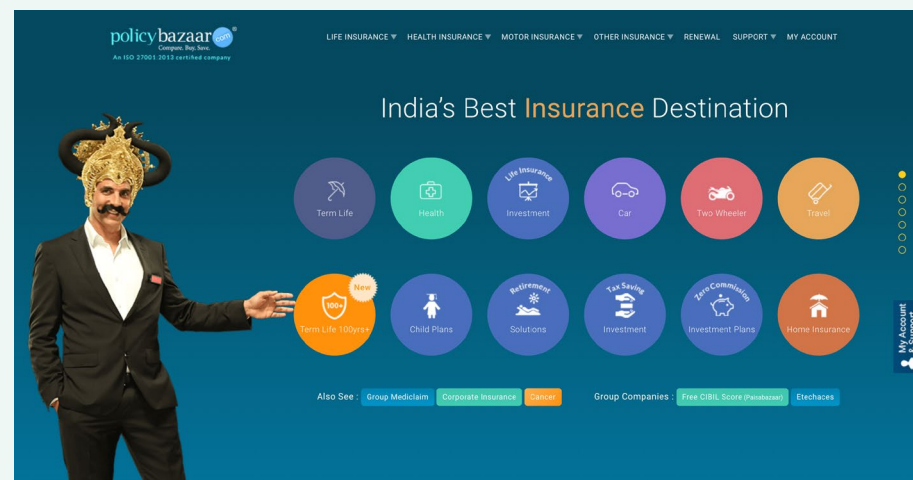 policybazaar.com®
Compare. Buy. Save.
An ISO 27001:2013 certified company
LIFE INSURANCE ▼ HEALTH INSURANCE ▼ MOTOR INSURANCE ▼ OTHER INSURANCE ▼ RENEWAL SUPPORT ▼ MY ACCOUNT
India's Best Insurance Destination
Term Life
Health
Life Insurance
Investment
Car
Two Wheeler
Travel
New
100+
Term Life 100yrs+
Child Plans
Retirement
Solutions
Tax Saving
Investment
Zero Commission
Investment Plans
Home Insurance
Also See : Group Mediclaim Corporate Insurance Cancer Group Companies : Free CIBIL Score (Paisabazaar) Etechaces
My Account
& Support